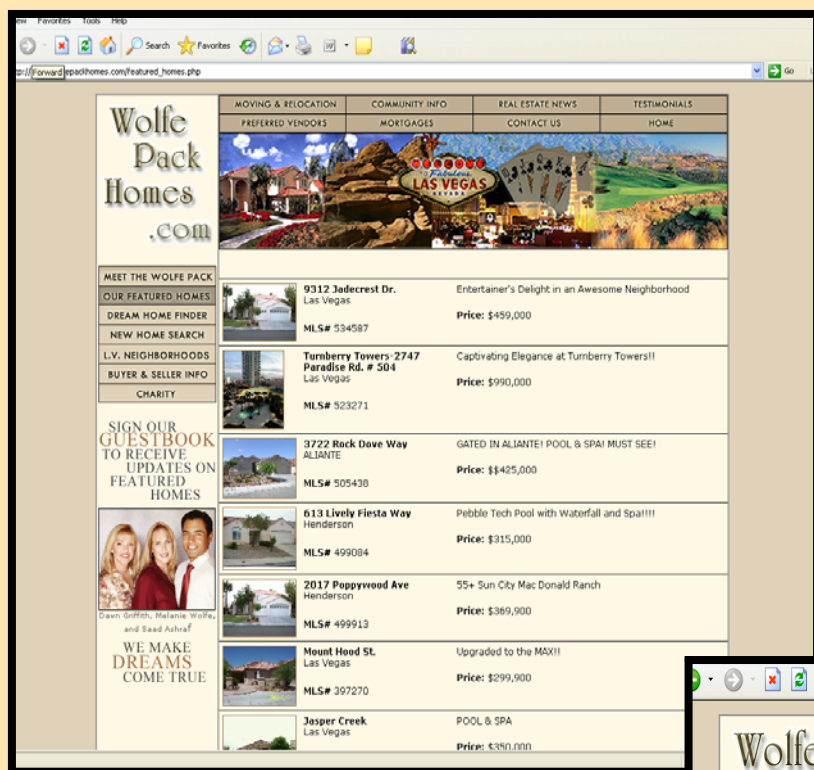 Favorites Tools Help
Search Favorites
Forward epackhomes.com/featured_homes.php
Go
Wolfe
Pack
Homes
.com
MOVING & RELOCATION COMMUNITY INFO REAL ESTATE NEWS TESTIMONIALS
PREFERRED VENDORS MORTGAGES CONTACT US HOME
WELCOME
TO Fabulous
LAS VEGAS
NEVADA
MEET THE WOLFE PACK
OUR FEATURED HOMES
DREAM HOME FINDER
NEW HOME SEARCH
L.V. NEIGHBORHOODS
BUYER & SELLER INFO
CHARITY
SIGN OUR
GUESTBOOK
TO RECEIVE
UPDATES ON
FEATURED
HOMES
Dawn Griffith, Melanie Wolfe,
and Saad Ashraf
WE MAKE
DREAMS
COME TRUE
9312 Jadecrest Dr. Entertainer's Delight in an Awesome Neighborhood
Las Vegas
Price: $459,000
MLS# 534587
Turnberry Towers-2747 Captivating Elegance at Turnberry Towers!!
Paradise Rd. # 504
Las Vegas Price: $990,000
MLS# 523271
3722 Rock Dove Way GATED IN ALIANTE! POOL & SPA! MUST SEE!
ALIANTE
Price: $$425,000
MLS# 505438
613 Lively Fiesta Way Pebble Tech Pool with Waterfall and Spa!!!!
Henderson
Price: $315,000
MLS# 499084
2017 Poppywood Ave 55+ Sun City Mac Donald Ranch
Henderson
Price: $369,900
MLS# 499913
Mount Hood St. Upgraded to the MAX!!
Las Vegas
Price: $299,900
MLS# 397270
Jasper Creek POOL & SPA
Las Vegas
Price: $350,000
Wolfe